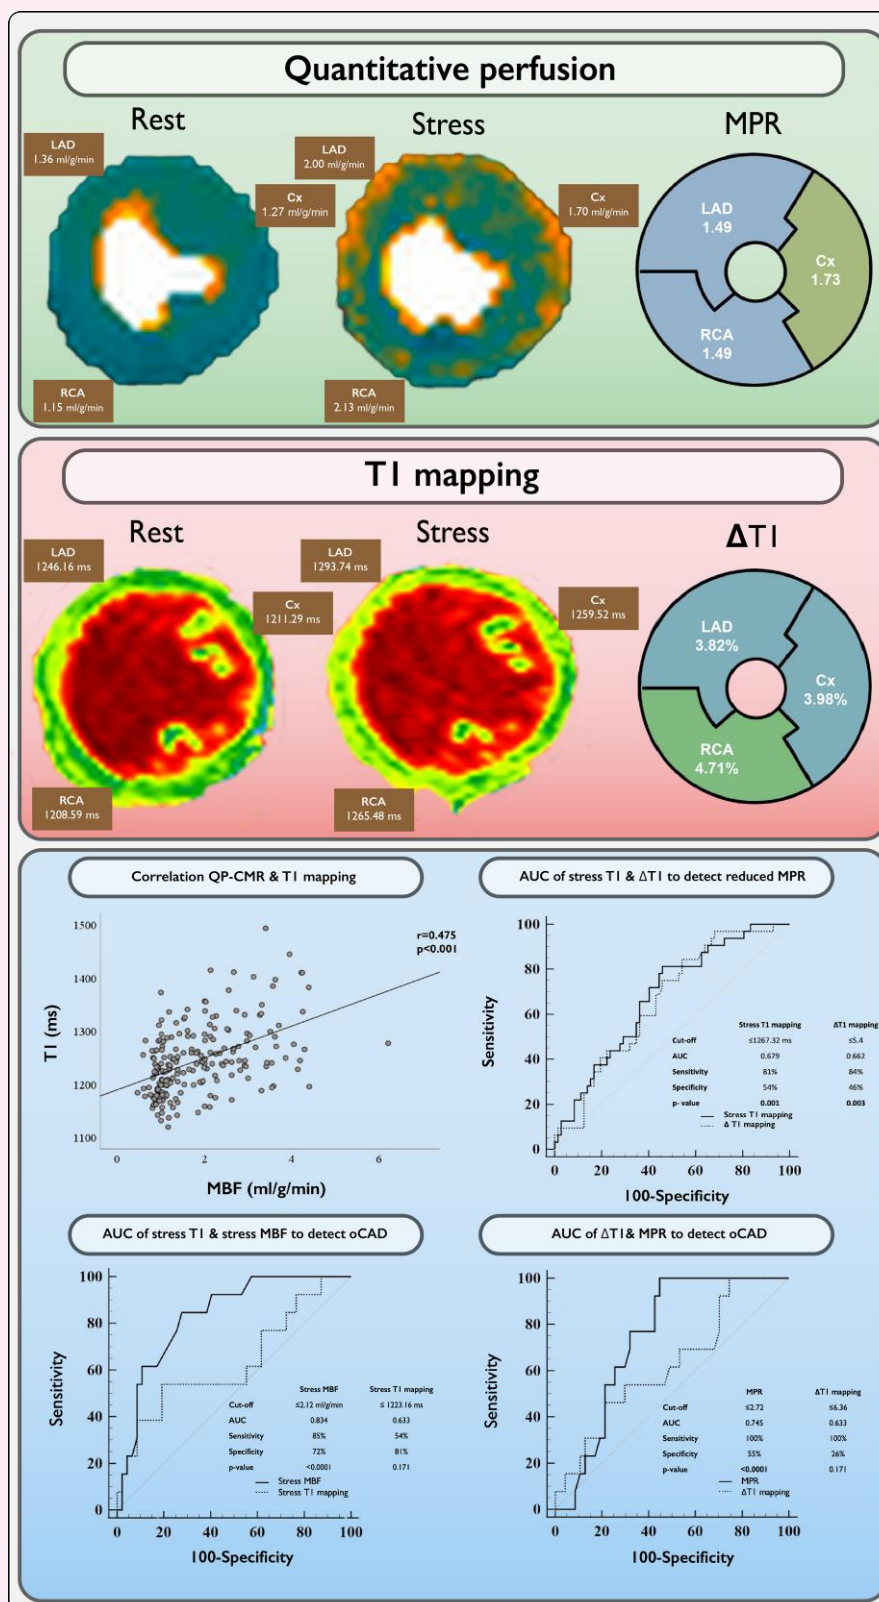 Quantitative perfusion
Rest
Stress
MPR
LAD
1.36 ml/g/min
Cx
1.27 ml/g/min
RCA
1.15 ml/g/min
LAD
2.00 ml/g/min
Cx
1.70 ml/g/min
RCA
2.13 ml/g/min
LAD
1.49
Cx
1.73
RCA
1.49
T1 mapping
Rest
Stress
ΔT1
LAD
1246.16 ms
Cx
1211.29 ms
RCA
1208.59 ms
LAD
1293.74 ms
Cx
1259.52 ms
RCA
1265.48 ms
LAD
3.82%
Cx
3.98%
RCA
4.71%
Correlation QP-CMR & T1 mapping
r=0.475
p<0.001
T1 (ms)
1500
1400
1300
1200
1100
0 2 4 6
MBF (ml/g/min)
AUC of stress T1 & ΔT1 to detect reduced MPR
Sensitivity
100
80
60
40
20
0
Stress T1 mapping ΔT1 mapping
Cut-off ≤1267.32 ms ≤5.4
AUC 0.679 0.662
Sensitivity 81% 84%
Specificity 54% 46%
p- value 0.001 0.003
Stress T1 mapping
Δ T1 mapping
0 20 40 60 80 100
100-Specificity
AUC of stress T1 & stress MBF to detect oCAD
Sensitivity
100
80
60
40
20
0
Stress MBF Stress T1 mapping
Cut-off ≤2.12 ml/g/min ≤ 1223.16 ms
AUC 0.834 0.633
Sensitivity 85% 54%
Specificity 72% 81%
p-value <0.0001 0.171
Stress MBF
Stress T1 mapping
0 20 40 60 80 100
100-Specificity
AUC of ΔT1& MPR to detect oCAD
Sensitivity
100
80
60
40
20
0
MPR ΔT1 mapping
Cut-off ≤2.72 ≤6.36
AUC 0.745 0.633
Sensitivity 100% 100%
Specificity 55% 26%
p-value <0.0001 0.171
MPR
ΔT1 mapping
0 20 40 60 80 100
100-Specificity